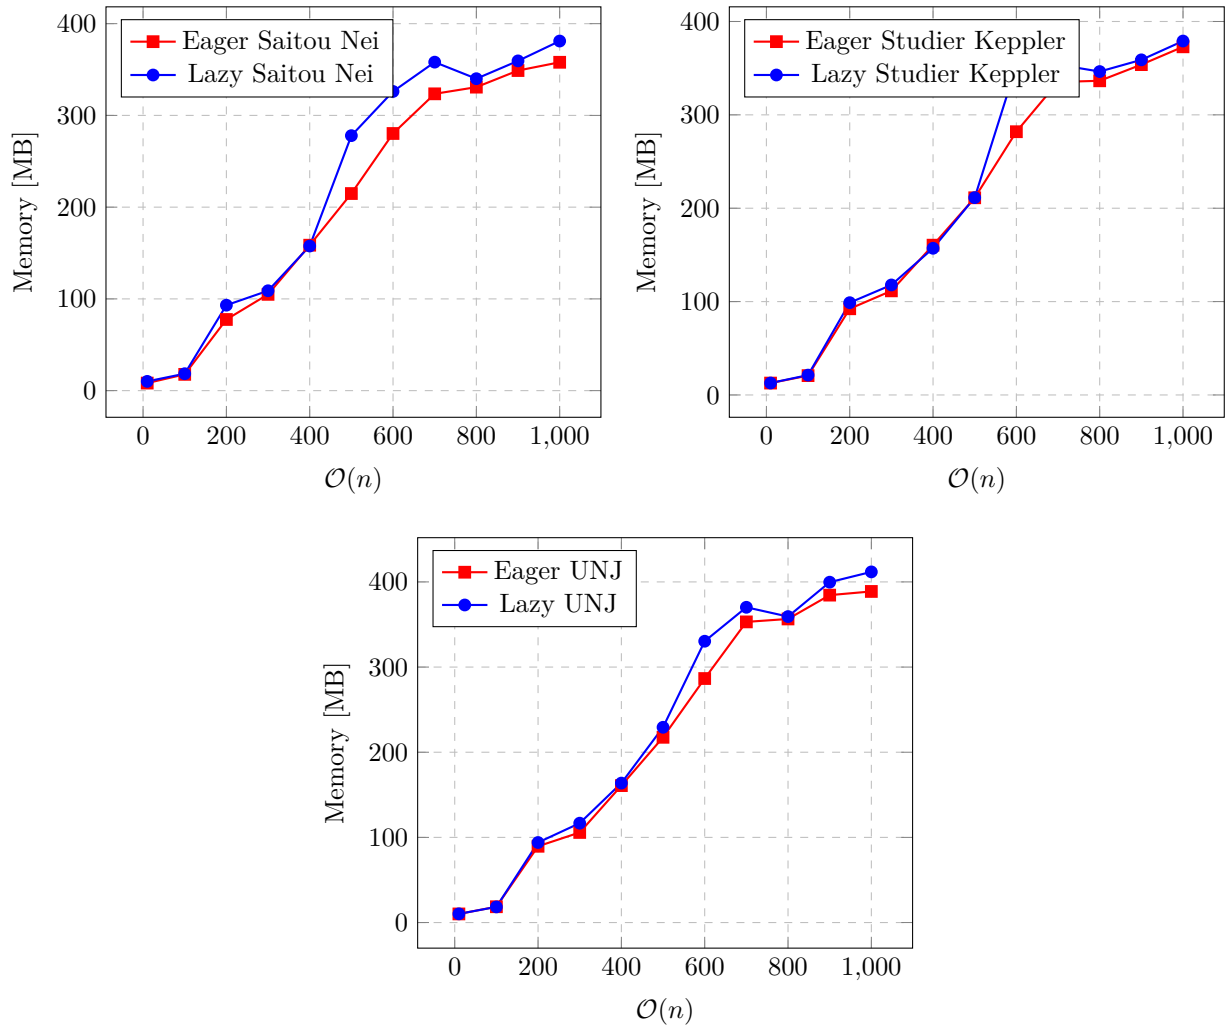 Eager Saitou Nei
Lazy Saitou Nei
400
300
200
100
0
Memory [MB]
0 200 400 600 800 1,000
𝒪(n)
Eager Studier Keppler
Lazy Studier Keppler
400
300
200
100
0
Memory [MB]
0 200 400 600 800 1,000
𝒪(n)
Eager UNJ
Lazy UNJ
400
300
200
100
0
Memory [MB]
0 200 400 600 800 1,000
𝒪(n)